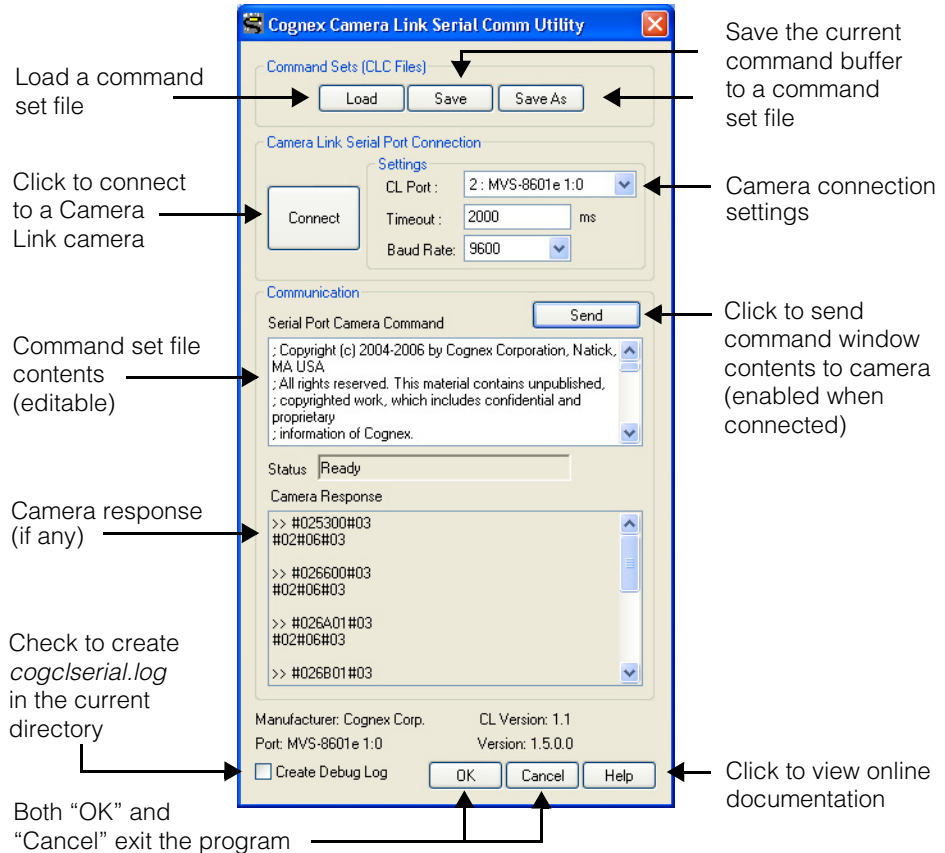 Cognex Camera Link Serial Comm Utility
Save the current
command buffer
to a command
set file
Load a command
set file
Command Sets (CLC Files)
Load
Save
Save As
Camera Link Serial Port Connection
Settings
Click to connect
to a Camera
Link camera
Connect
CL Port :
2 : MVS-8601e 1:0
Timeout :
2000
ms
Baud Rate:
9600
Camera connection
settings
Communication
Serial Port Camera Command
Send
Click to send
command window
contents to camera
(enabled when
connected)
Command set file
contents
(editable)
; Copyright (c) 2004-2006 by Cognex Corporation, Natick,
MA USA
; All rights reserved. This material contains unpublished,
; copyrighted work, which includes confidential and
proprietary
; information of Cognex.
Status
Ready
Camera Response
Camera response
(if any)
>> #025300#03
#02#06#03
>> #026600#03
#02#06#03
>> #026A01#03
#02#06#03
>> #026B01#03
Check to create
cogclserial.log
in the current
directory
Manufacturer: Cognex Corp.
CL Version: 1.1
Port: MVS-8601e 1:0
Version: 1.5.0.0
Create Debug Log
OK
Cancel
Help
Click to view online
documentation
Both “OK” and
“Cancel” exit the program